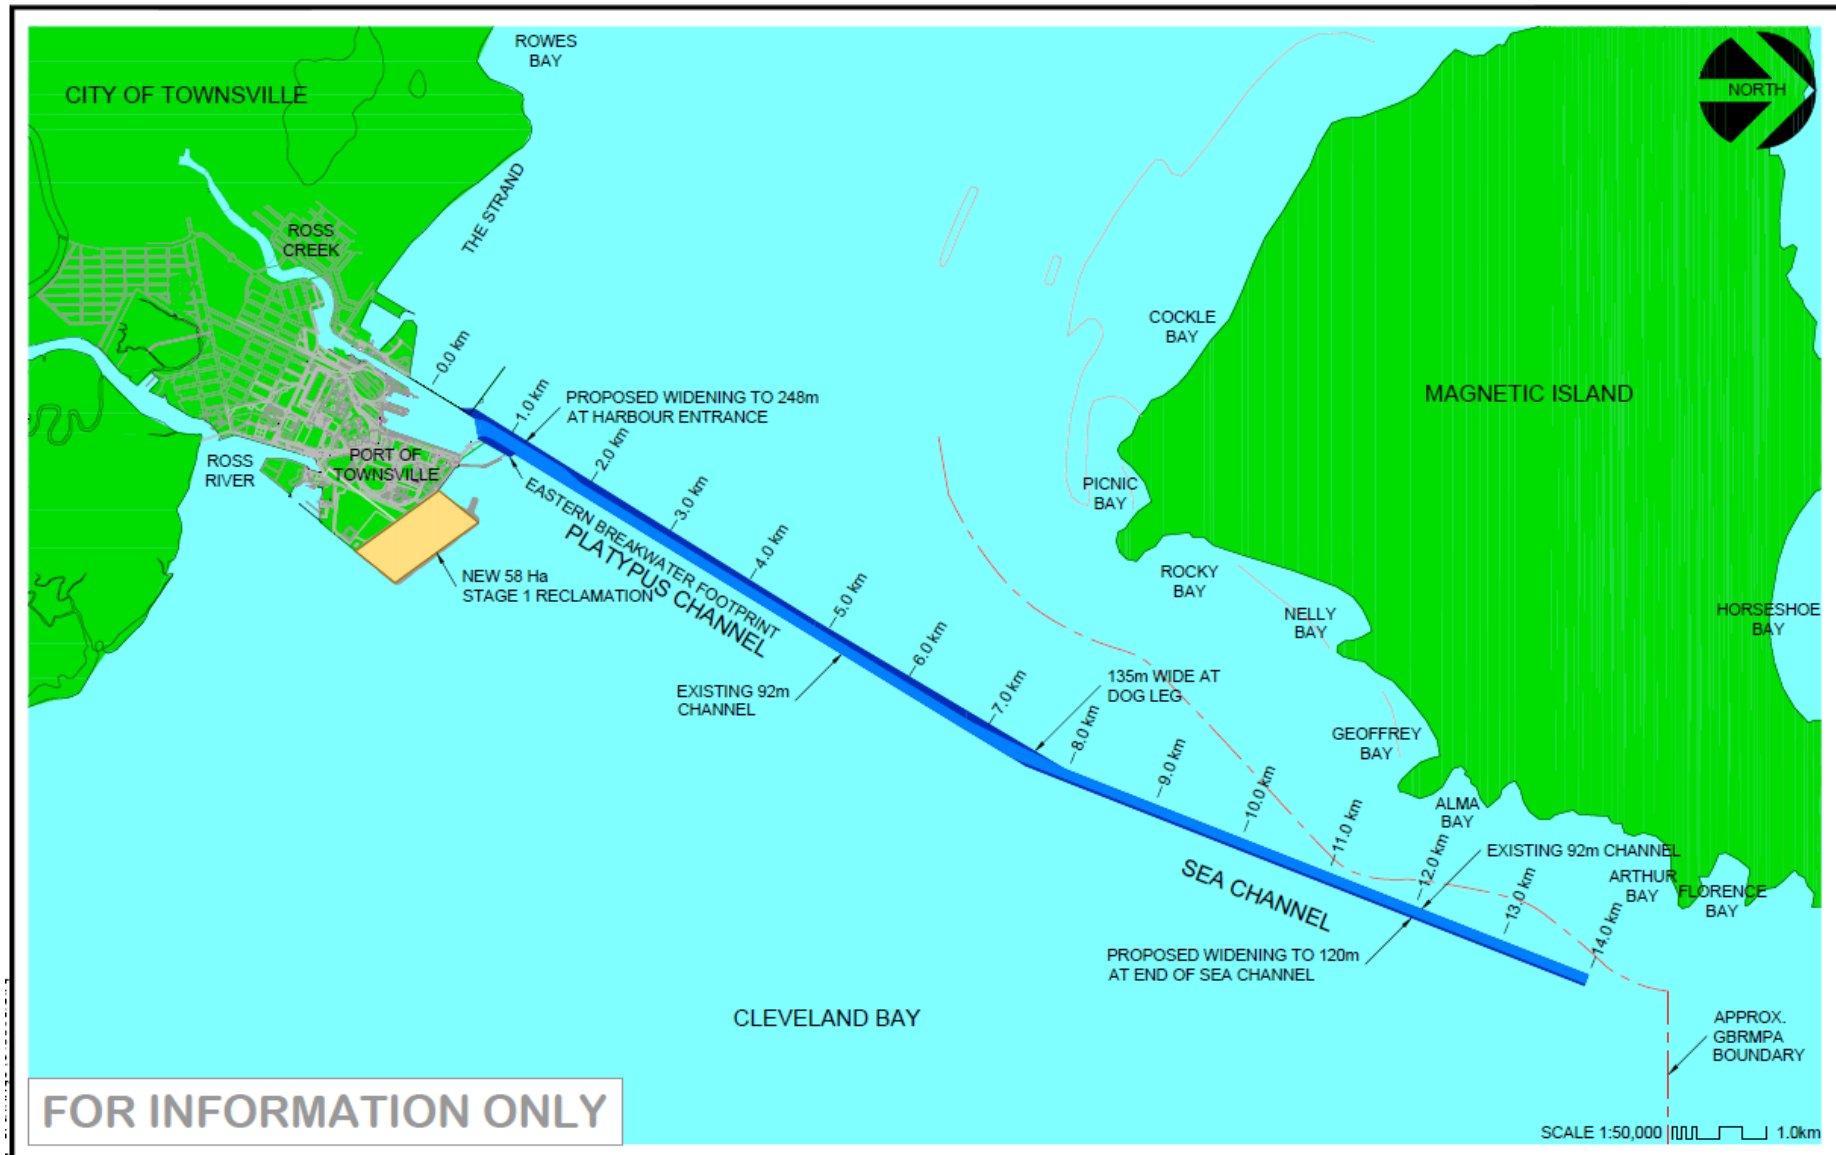 ROWES
BAY
CITY OF TOWNSVILLE
NORTH
THE STRAND
ROSS
CREEK
COCKLE
BAY
0.0 km
1.0 km
2.0 km
3.0 km
4.0 km
5.0 km
6.0 km
7.0 km
8.0 km
9.0 km
10.0 km
11.0 km
12.0 km
13.0 km
14.0 km
PROPOSED WIDENING TO 248m
AT HARBOUR ENTRANCE
MAGNETIC ISLAND
PORT OF
TOWNSVILLE
ROSS
RIVER
EASTERN BREAKWATER FOOTPRINT
PLATYPUS CHANNEL
PICNIC
BAY
NEW 58 Ha
STAGE 1 RECLAMATION
ROCKY
BAY
NELLY
BAY
HORSESHOE
BAY
EXISTING 92m
CHANNEL
135m WIDE AT
DOG LEG
GEOFFREY
BAY
ALMA
BAY
EXISTING 92m CHANNEL
ARTHUR
BAY
FLORENCE
BAY
SEA CHANNEL
PROPOSED WIDENING TO 120m
AT END OF SEA CHANNEL
CLEVELAND BAY
APPROX.
GBRMPA
BOUNDARY
FOR INFORMATION ONLY
SCALE 1:50,000
1.0km